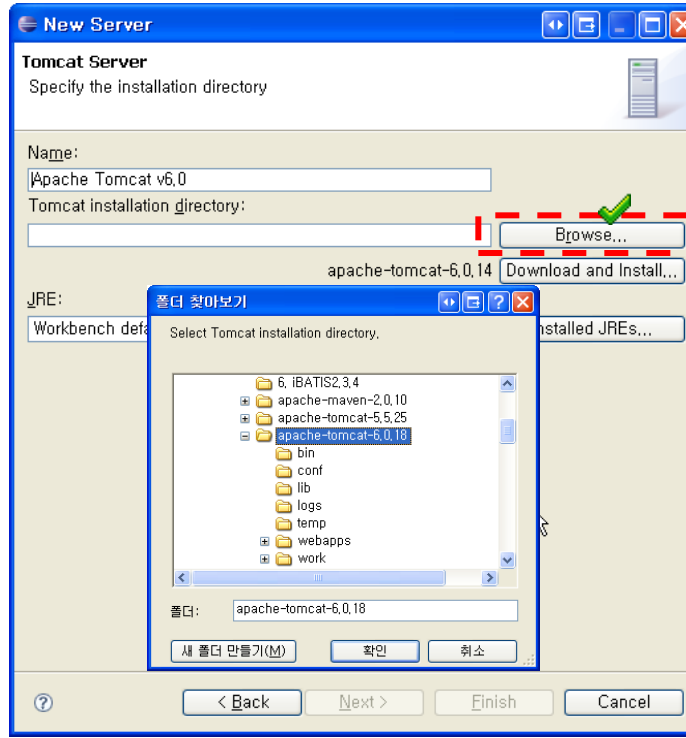 New Server
Tomcat Server
Specify the installation directory
Name:
Apache Tomcat v6.0
Tomcat installation directory:
Browse...
apache-tomcat-6.0.14 Download and Install...
JRE:
Workbench defa
nstalled JREs...
폴더 찾아보기
Select Tomcat installation directory.
6. iBATIS2.3.4
apache-maven-2.0.10
apache-tomcat-5.5.25
apache-tomcat-6.0.18
bin
conf
lib
logs
temp
webapps
work
폴더: apache-tomcat-6.0.18
새 폴더 만들기(M) 확인 취소
? < Back Next > Finish Cancel